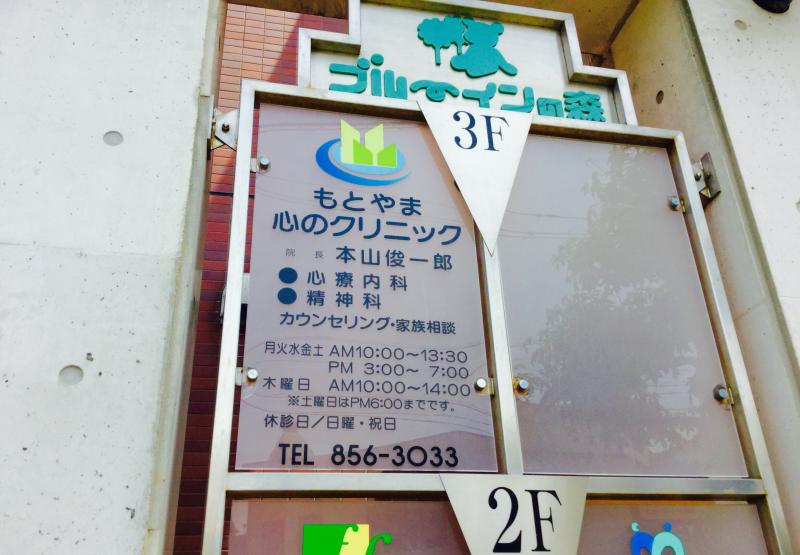 ブルーインの森
3F
もとやま
心のクリニック
院長 本山俊一郎
●心療内科
●精神科
カウンセリング・家族相談
月火水金土 AM10:00〜13:30
PM 3:00〜 7:00
木曜日 AM10:00〜14:00
※土曜日はPM6:00までです。
休診日/日曜・祝日
TEL 856-3033
2F